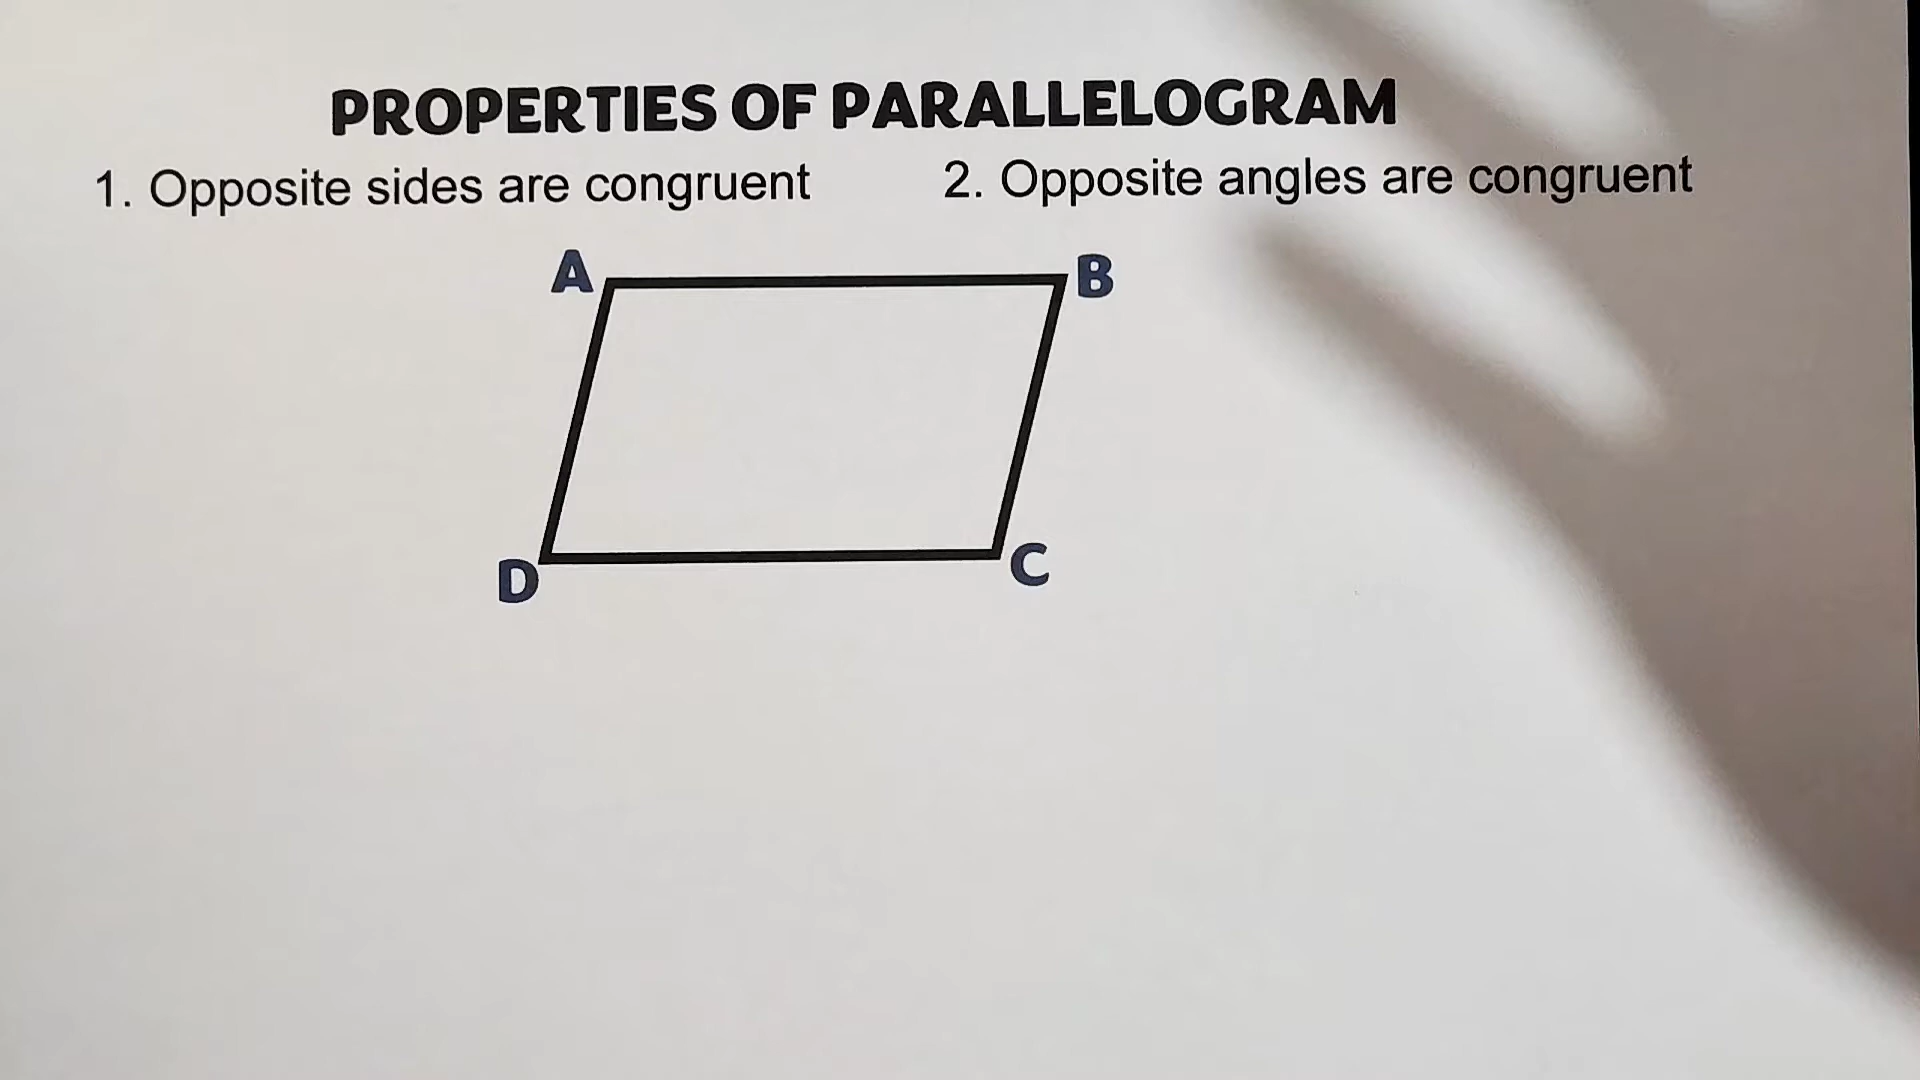 PROPERTIES OF PARALLELOGRAM
1. Opposite sides are congruent 2. Opposite angles are congruent
A B
D C